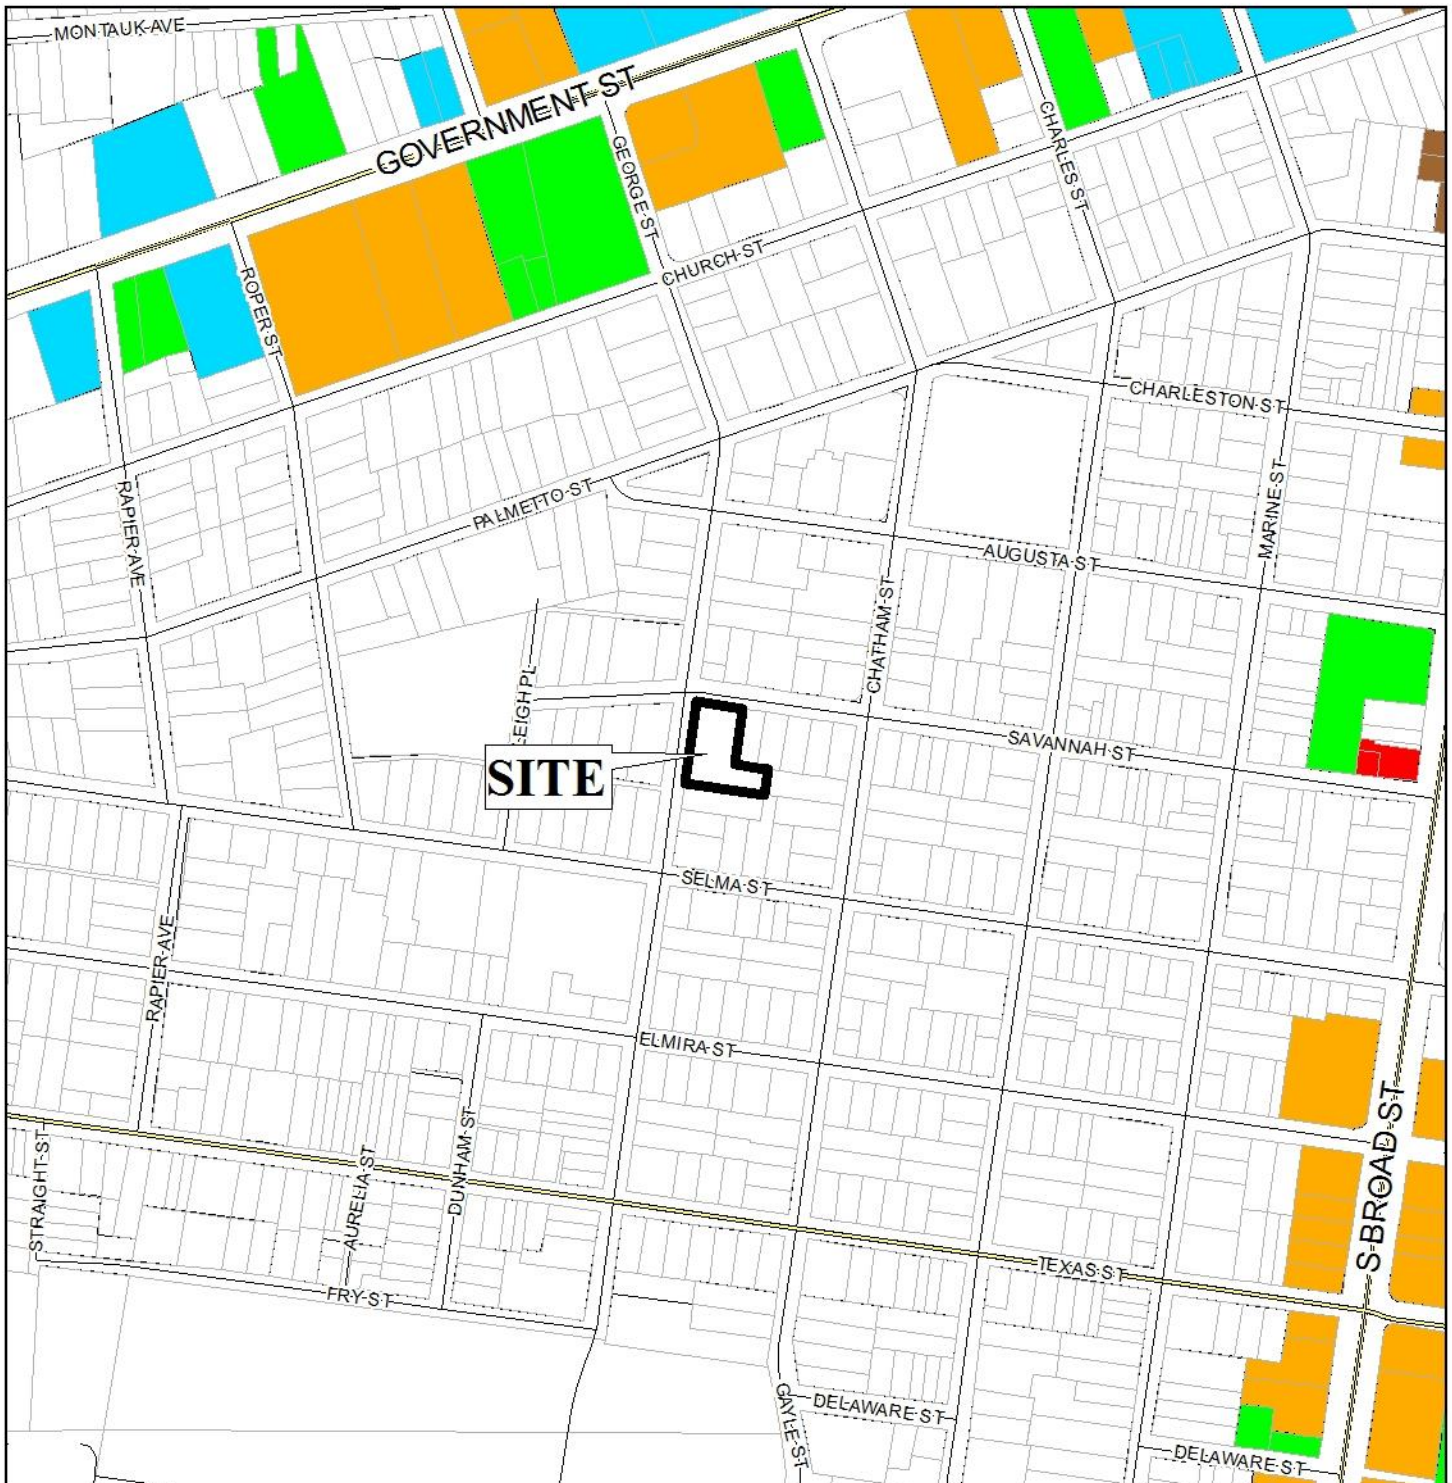 MONTAUK AVE
GOVERNMENT ST
GEORGE ST
CHARLES ST
CHURCH ST
ROPER ST
CHARLESTON ST
RAPIER AVE
PALMETTO ST
MARINE ST
AUGUSTA ST
CHATHAM ST
LEIGH PL
SAVANNAH ST
SITE
SELMA ST
RAPIER AVE
ELMIRA ST
S BROAD ST
STRAIGHT ST
AURELIA ST
DUNHAM ST
TEXAS ST
FRY ST
GAYLE ST
DELAWARE ST
DELAWARE ST